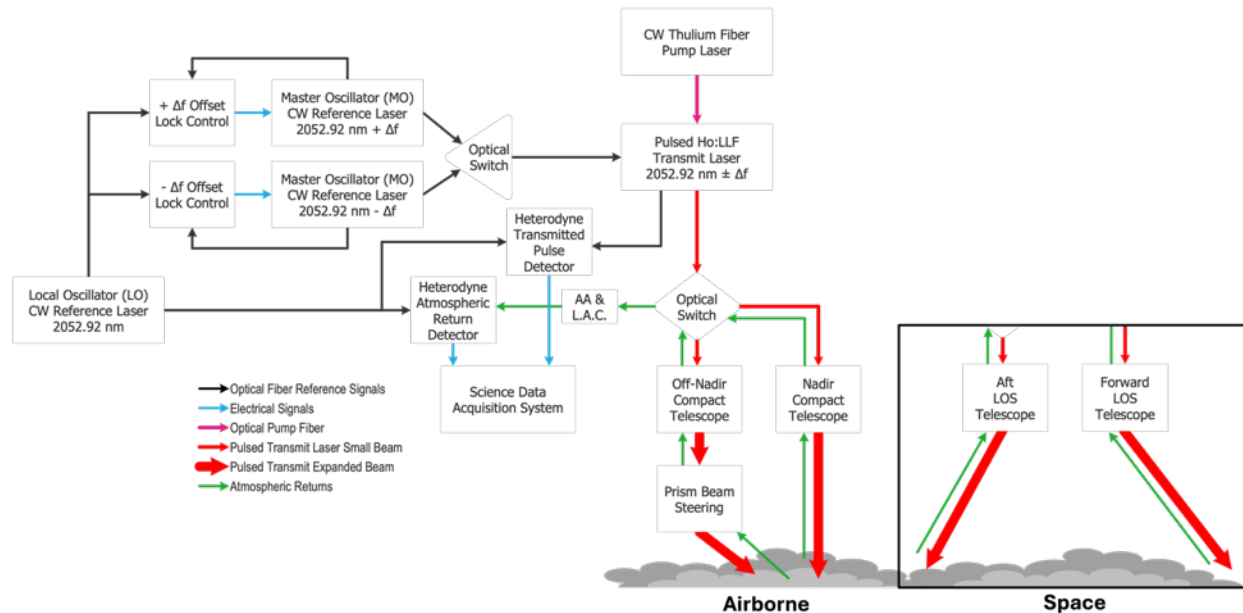 CW Thulium Fiber
Pump Laser
+ Δf Offset
Lock Control
Master Oscillator (MO)
CW Reference Laser
2052.92 nm + Δf
Optical
Switch
Pulsed Ho:LLF
Transmit Laser
2052.92 nm ± Δf
- Δf Offset
Lock Control
Master Oscillator (MO)
CW Reference Laser
2052.92 nm - Δf
Heterodyne
Transmitted
Pulse
Detector
Local Oscillator (LO)
CW Reference Laser
2052.92 nm
Heterodyne
Atmospheric
Return
Detector
AA &
L.A.C.
Optical
Switch
Science Data
Acquisition System
Off-Nadir
Compact
Telescope
Nadir
Compact
Telescope
Prism Beam
Steering
Aft
LOS
Telescope
Forward
LOS
Telescope
Optical Fiber Reference Signals
Electrical Signals
Optical Pump Fiber
Pulsed Transmit Laser Small Beam
Pulsed Transmit Expanded Beam
Atmospheric Returns
Airborne
Space